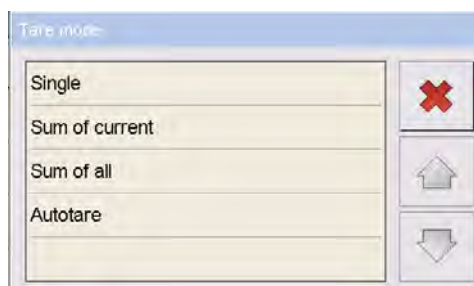 Tare mode
Single
Sum of current
Sum of all
Autotare